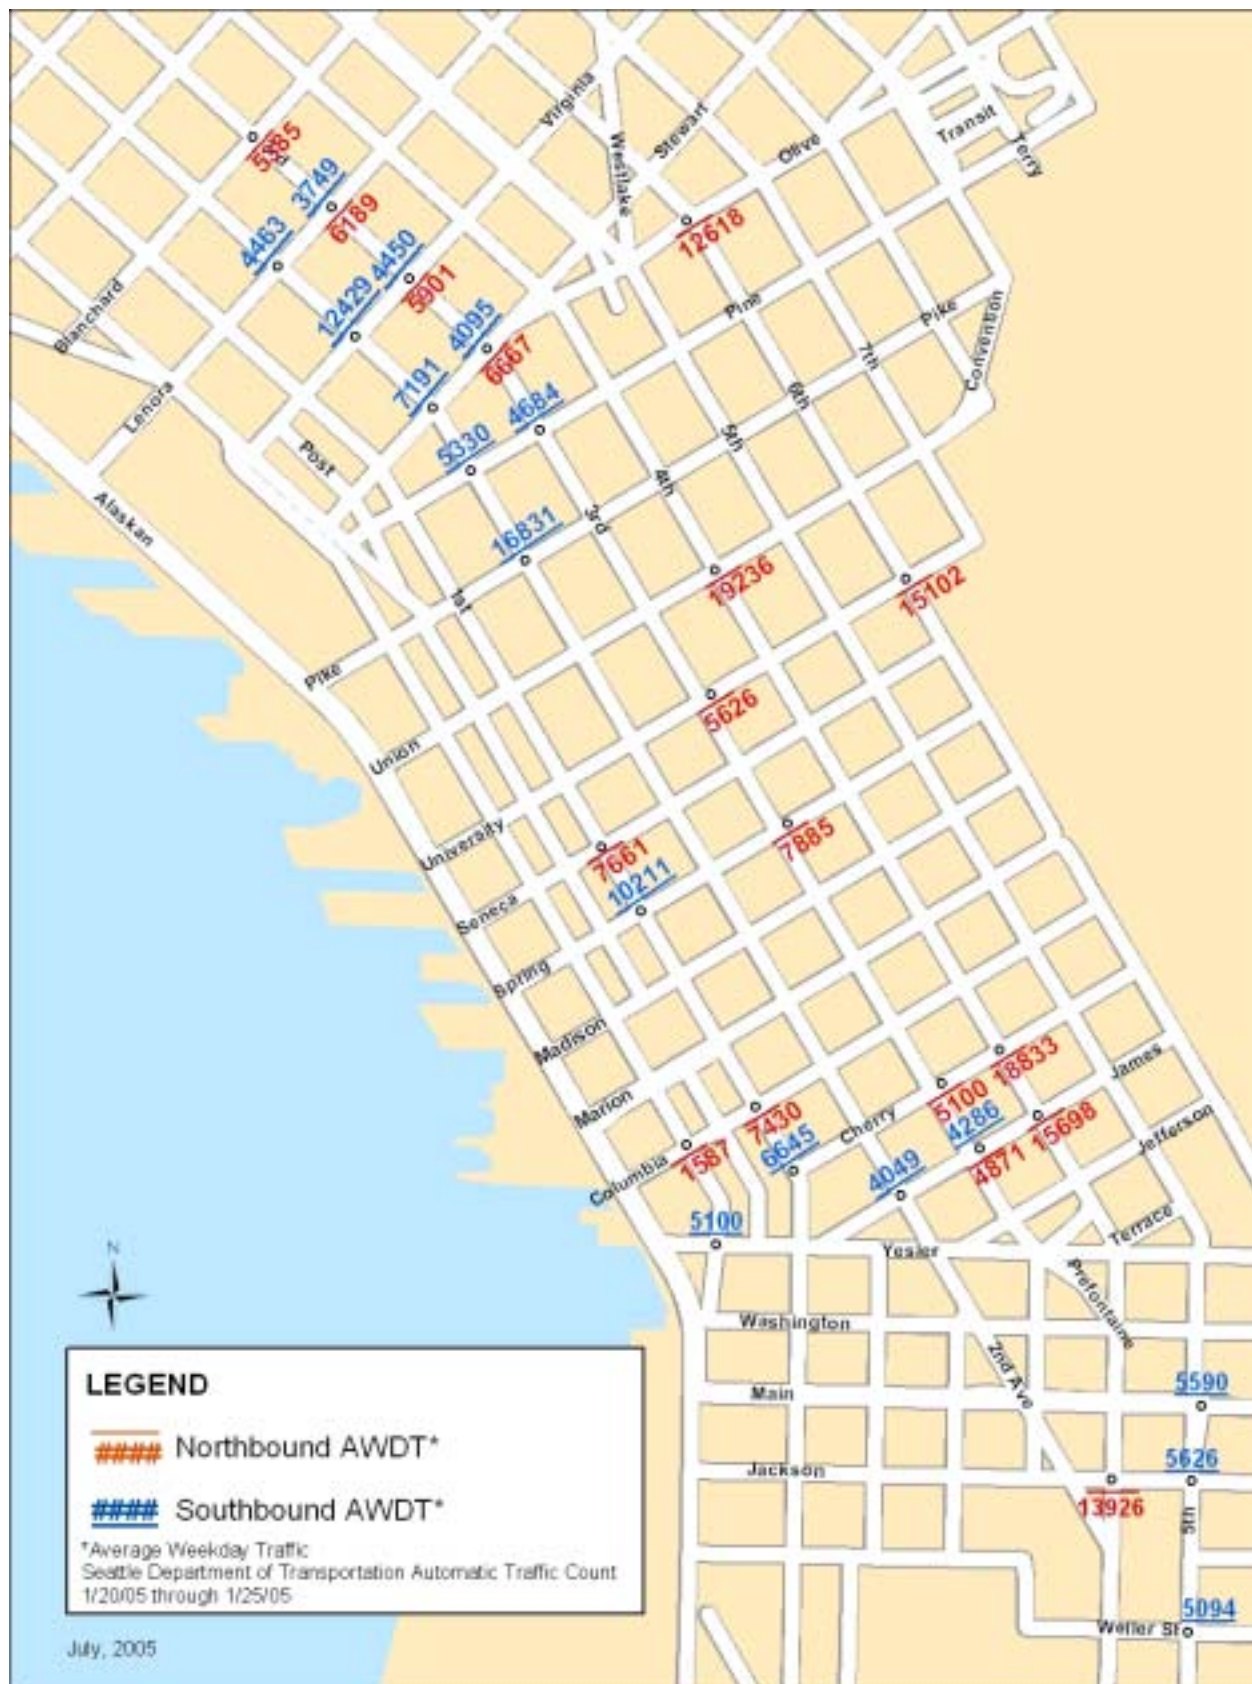 Virginia
Westlake
Stewart
Olive
Transit
Terry
5885
3749
6189
4463
4450
12429
5901
4095
7191
6667
4684
5330
12618
Blanchard
Lenora
Post
Pine
Pike
Convention
7th
6th
5th
4th
3rd
Alaskan
16831
1st
19236
15102
Pike
Union
5626
University
7661
10211
7885
Seneca
Spring
Madison
Marion
Columbia
1587
7430
6645
Cherry
5100
4286
18833
James
15698
4871
4049
Jefferson
5100
Yesler
Terrace
Prefontaine
N
Washington
2nd Ave
Main
5590
Jackson
5626
13926
5th
5094
Weller St
LEGEND
#### Northbound AWDT*
#### Southbound AWDT*
*Average Weekday Traffic
Seattle Department of Transportation Automatic Traffic Count
1/20/05 through 1/25/05
July, 2005